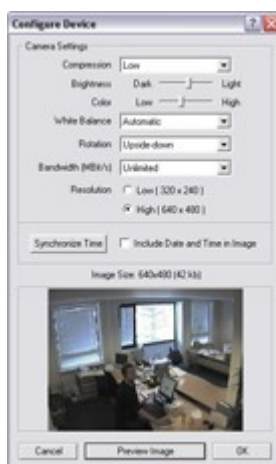 Configure Device
Camera Settings
Compression Low
Brightness Dark Light
Color Low High
White Balance Automatic
Rotation Upside-down
Bandwidth (MBit/s) Unlimited
Resolution Low ( 320 x 240 )
High ( 640 x 480 )
Synchronize Time Include Date and Time in Image
Image Size: 640x480 (42 kb)
Cancel Preview Image OK